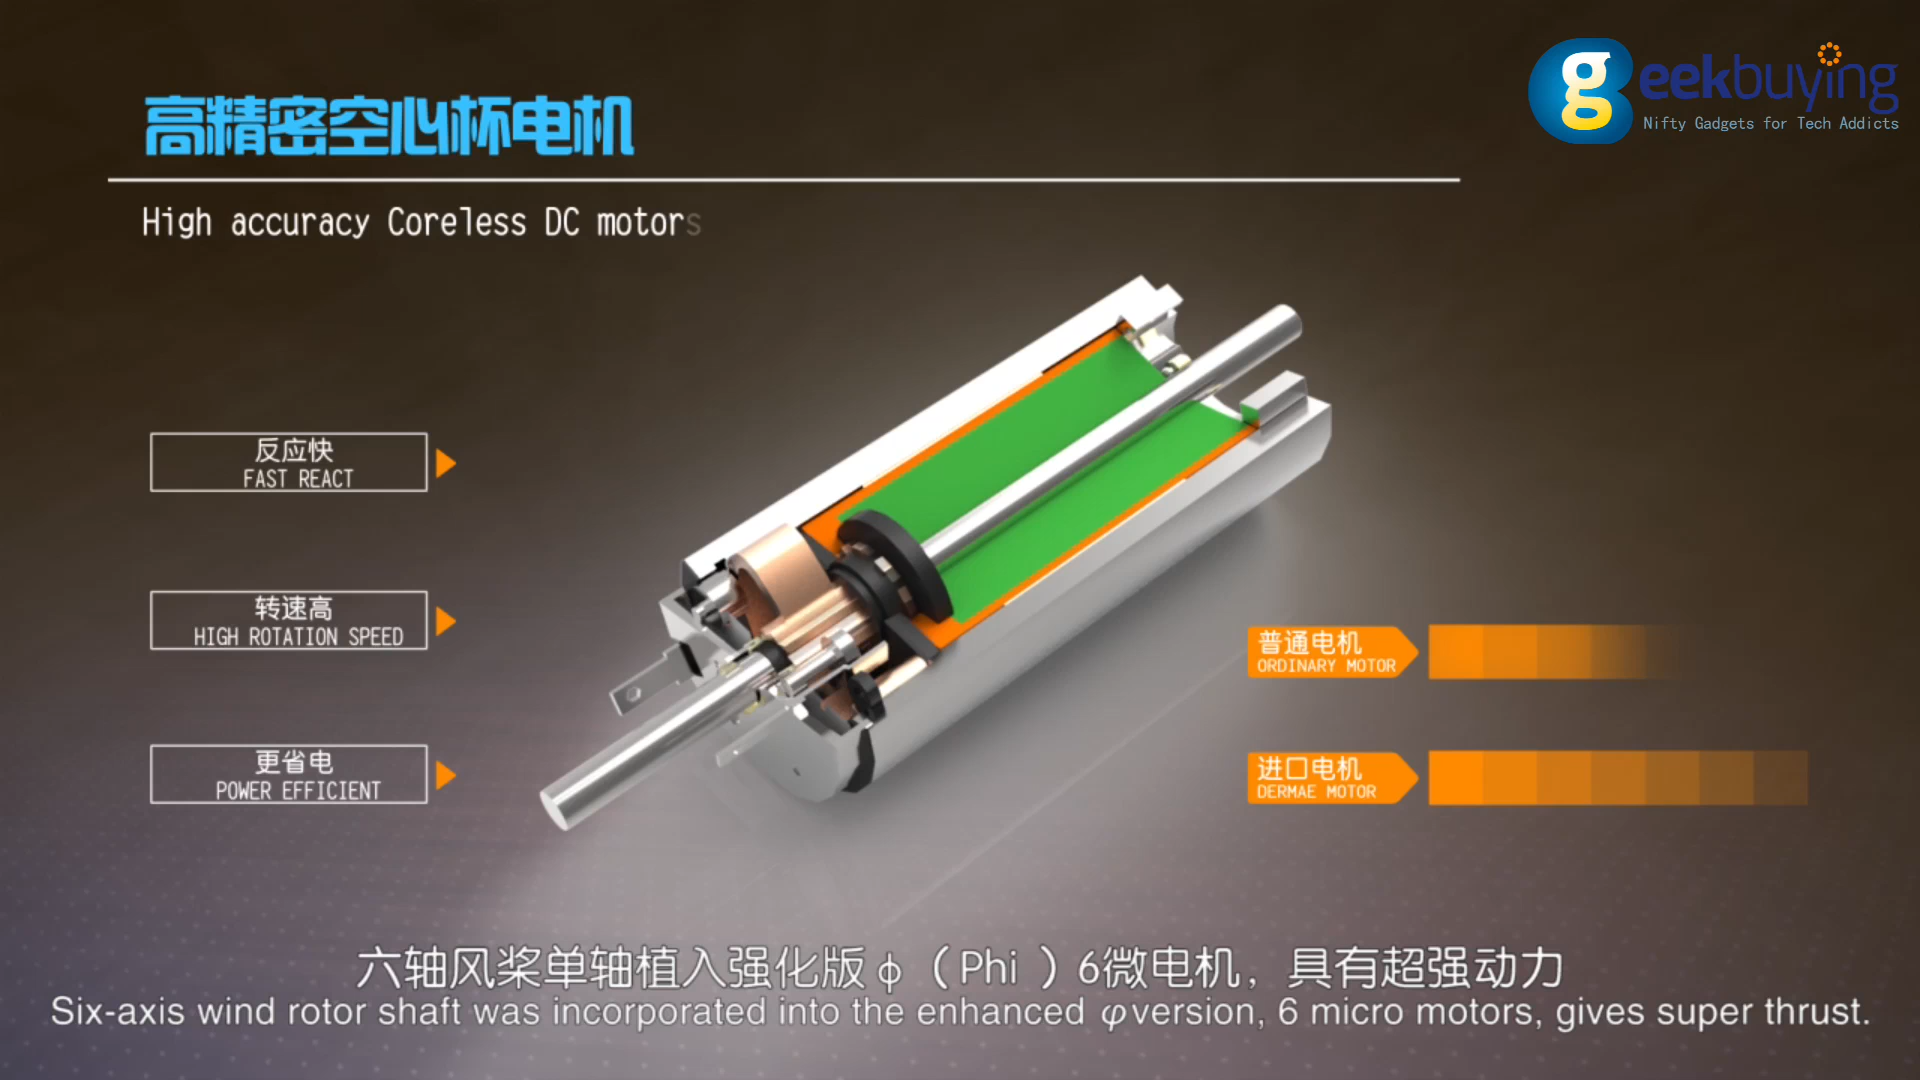 geekbuying
Nifty Gadgets for Tech Addicts
高精密空心杯电机
High accuracy Coreless DC motors
反应快
FAST REACT
转速高
HIGH ROTATION SPEED
更省电
POWER EFFICIENT
普通电机
ORDINARY MOTOR
进口电机
DERMAE MOTOR
六轴风桨单轴植入强化版φ（Phi ）6微电机，具有超强动力
Six-axis wind rotor shaft was incorporated into the enhanced φversion, 6 micro motors, gives super thrust.